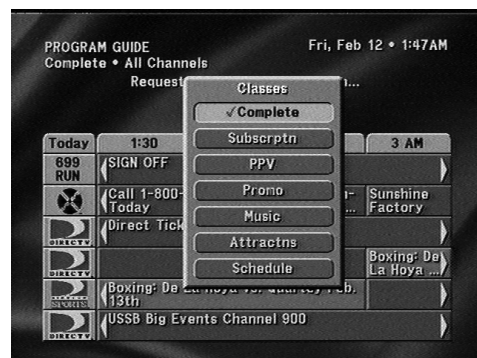 PROGRAM GUIDE
Fri, Feb 12 • 1:47AM
Complete • All Channels
Request
...
Classes
✓Complete
Subscrptn
PPV
Promo
Music
Attractns
Schedule
Today
1:30
3 AM
699
RUN
SIGN OFF
Call 1-800-
Today
Sunshine
Factory
DIRECTV
Direct Tick
DIRECTV
Boxing: De
La Hoya ...
SPORTS
Boxing: De La Hoya vs. Quartey Feb.
13th
DIRECTV
USSB Big Events Channel 900